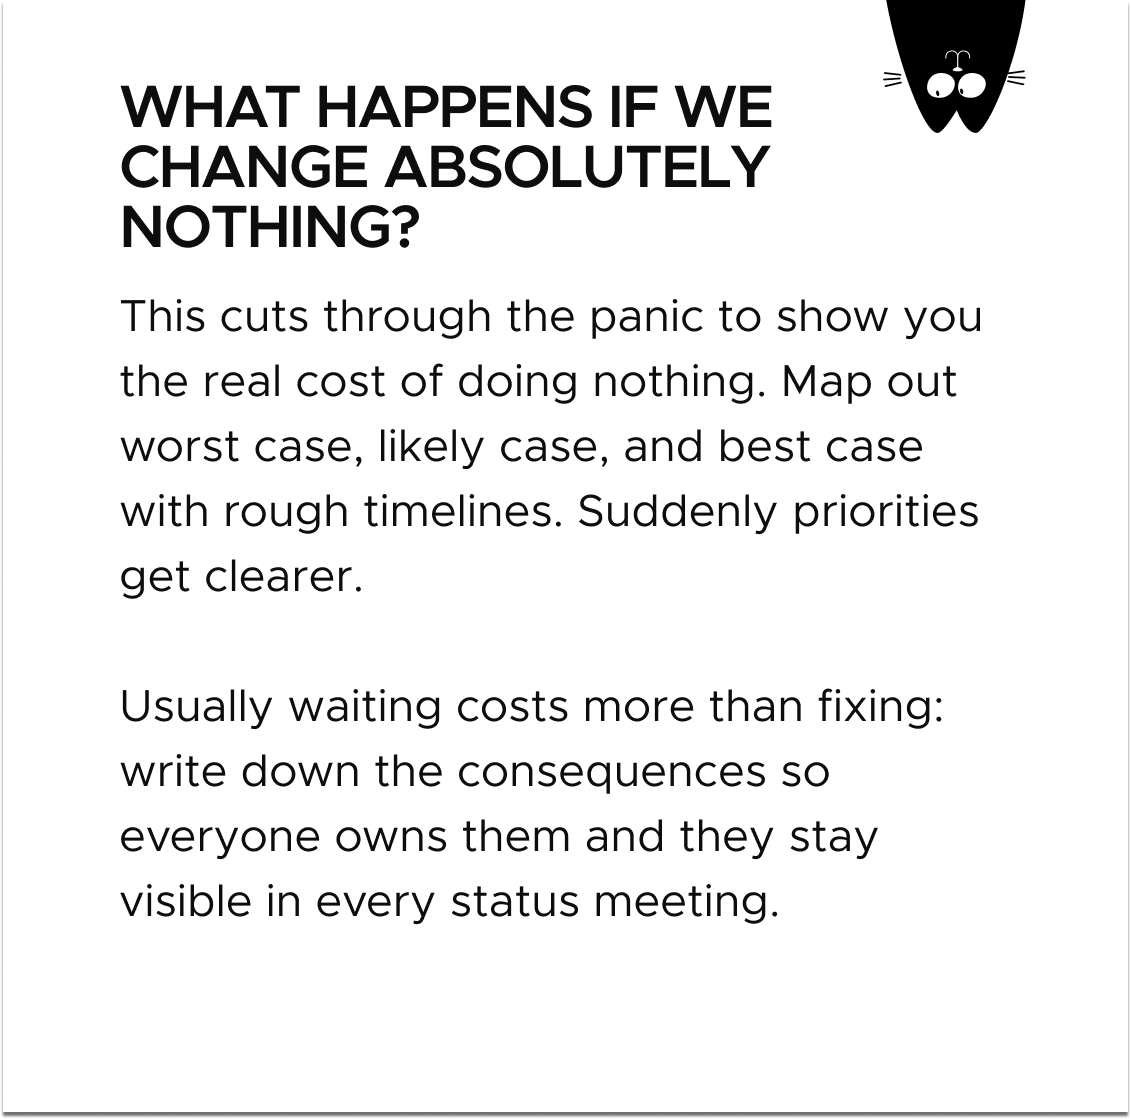 WHAT HAPPENS IF WE
CHANGE ABSOLUTELY
NOTHING?
This cuts through the panic to show you
the real cost of doing nothing. Map out
worst case, likely case, and best case
with rough timelines. Suddenly priorities
get clearer.
Usually waiting costs more than fixing:
write down the consequences so
everyone owns them and they stay
visible in every status meeting.